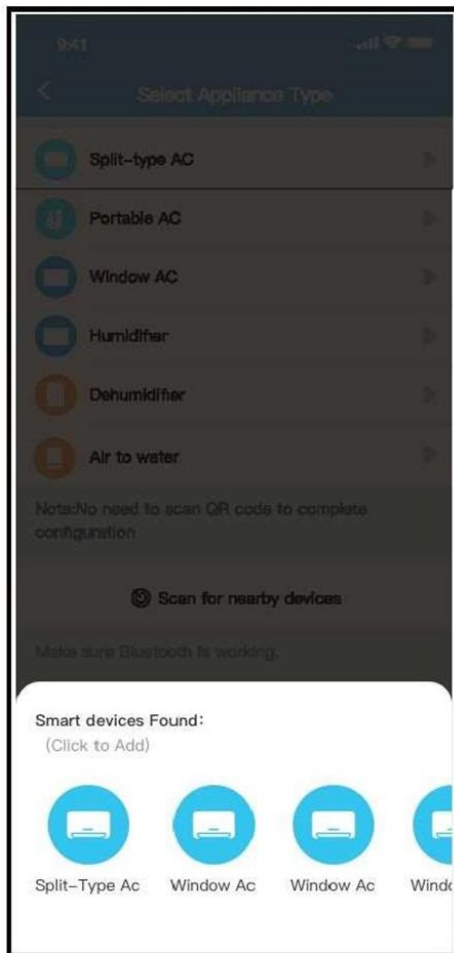 9:41
Select Appliance Type
Split-type AC
Portable AC
Window AC
Humidifier
Dehumidifier
Air to water
Note:No need to scan QR code to complete
configuration
Scan for nearby devices
Make sure Bluetooth is working.
Smart devices Found:
(Click to Add)
Split-Type Ac Window Ac Window Ac